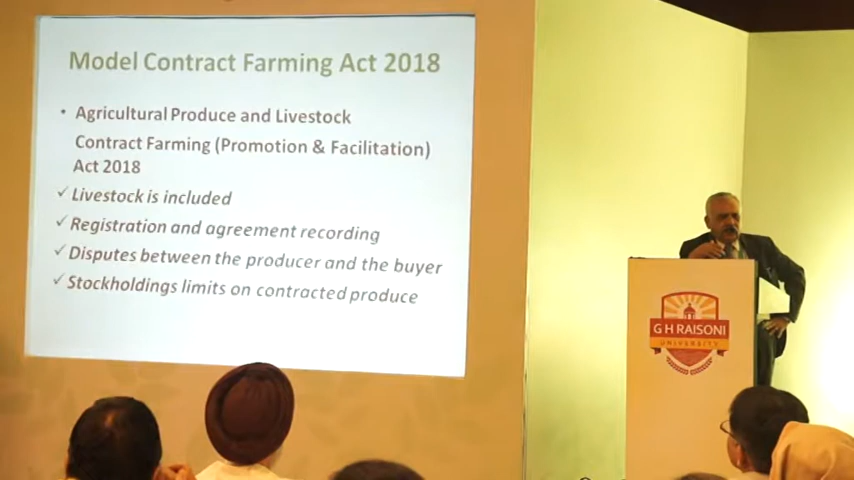 Model Contract Farming Act 2018
• Agricultural Produce and Livestock
Contract Farming (Promotion & Facilitation)
Act 2018
✓ Livestock is included
✓ Registration and agreement recording
✓ Disputes between the producer and the buyer
✓ Stockholdings limits on contracted produce
G H RAISONI
UNIVERSITY